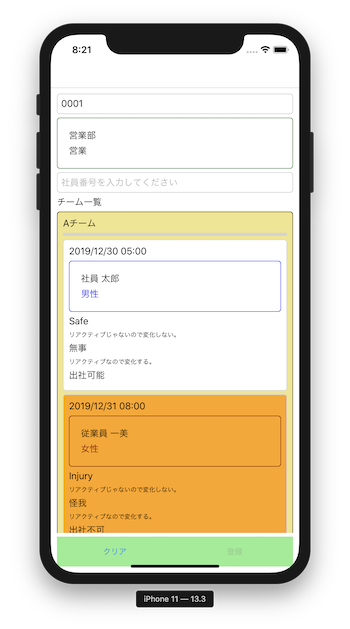 8:21
0001
営業部
営業
社員番号を入力してください
チーム一覧
Aチーム
2019/12/30 05:00
社員 太郎
男性
Safe
リアクティブじゃないので変化しない。
無事
リアクティブなので変化する。
出社可能
2019/12/31 08:00
従業員 一美
女性
Injury
リアクティブじゃないので変化しない。
怪我
リアクティブなので変化する。
出社不可
クリア 登録
iPhone 11 — 13.3